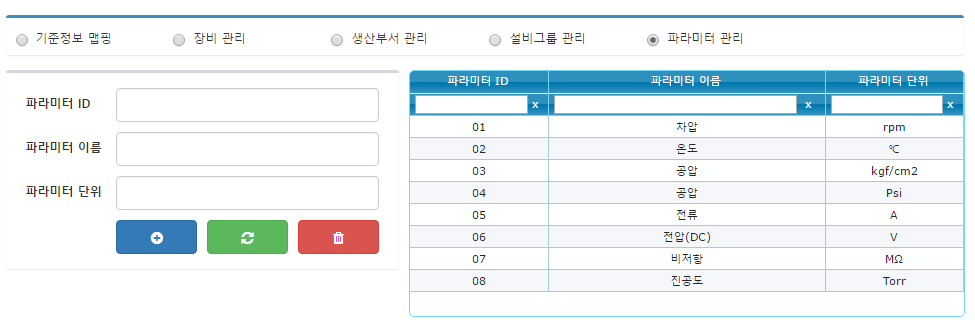 기준정보 맵핑 장비 관리 생산부서 관리 설비그룹 관리 파라미터 관리
파라미터 ID
파라미터 이름
파라미터 단위
파라미터 ID 파라미터 이름 파라미터 단위
x x x
01 차압 rpm
02 온도 ℃
03 공압 kgf/cm2
04 공압 Psi
05 전류 A
06 전압(DC) V
07 비저항 MΩ
08 진공도 Torr